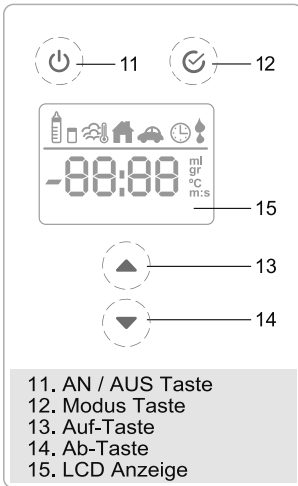 11
12
-88:88
ml
gr
°C
m:s
15
13
14
11. AN / AUS Taste
12. Modus Taste
13. Auf-Taste
14. Ab-Taste
15. LCD Anzeige